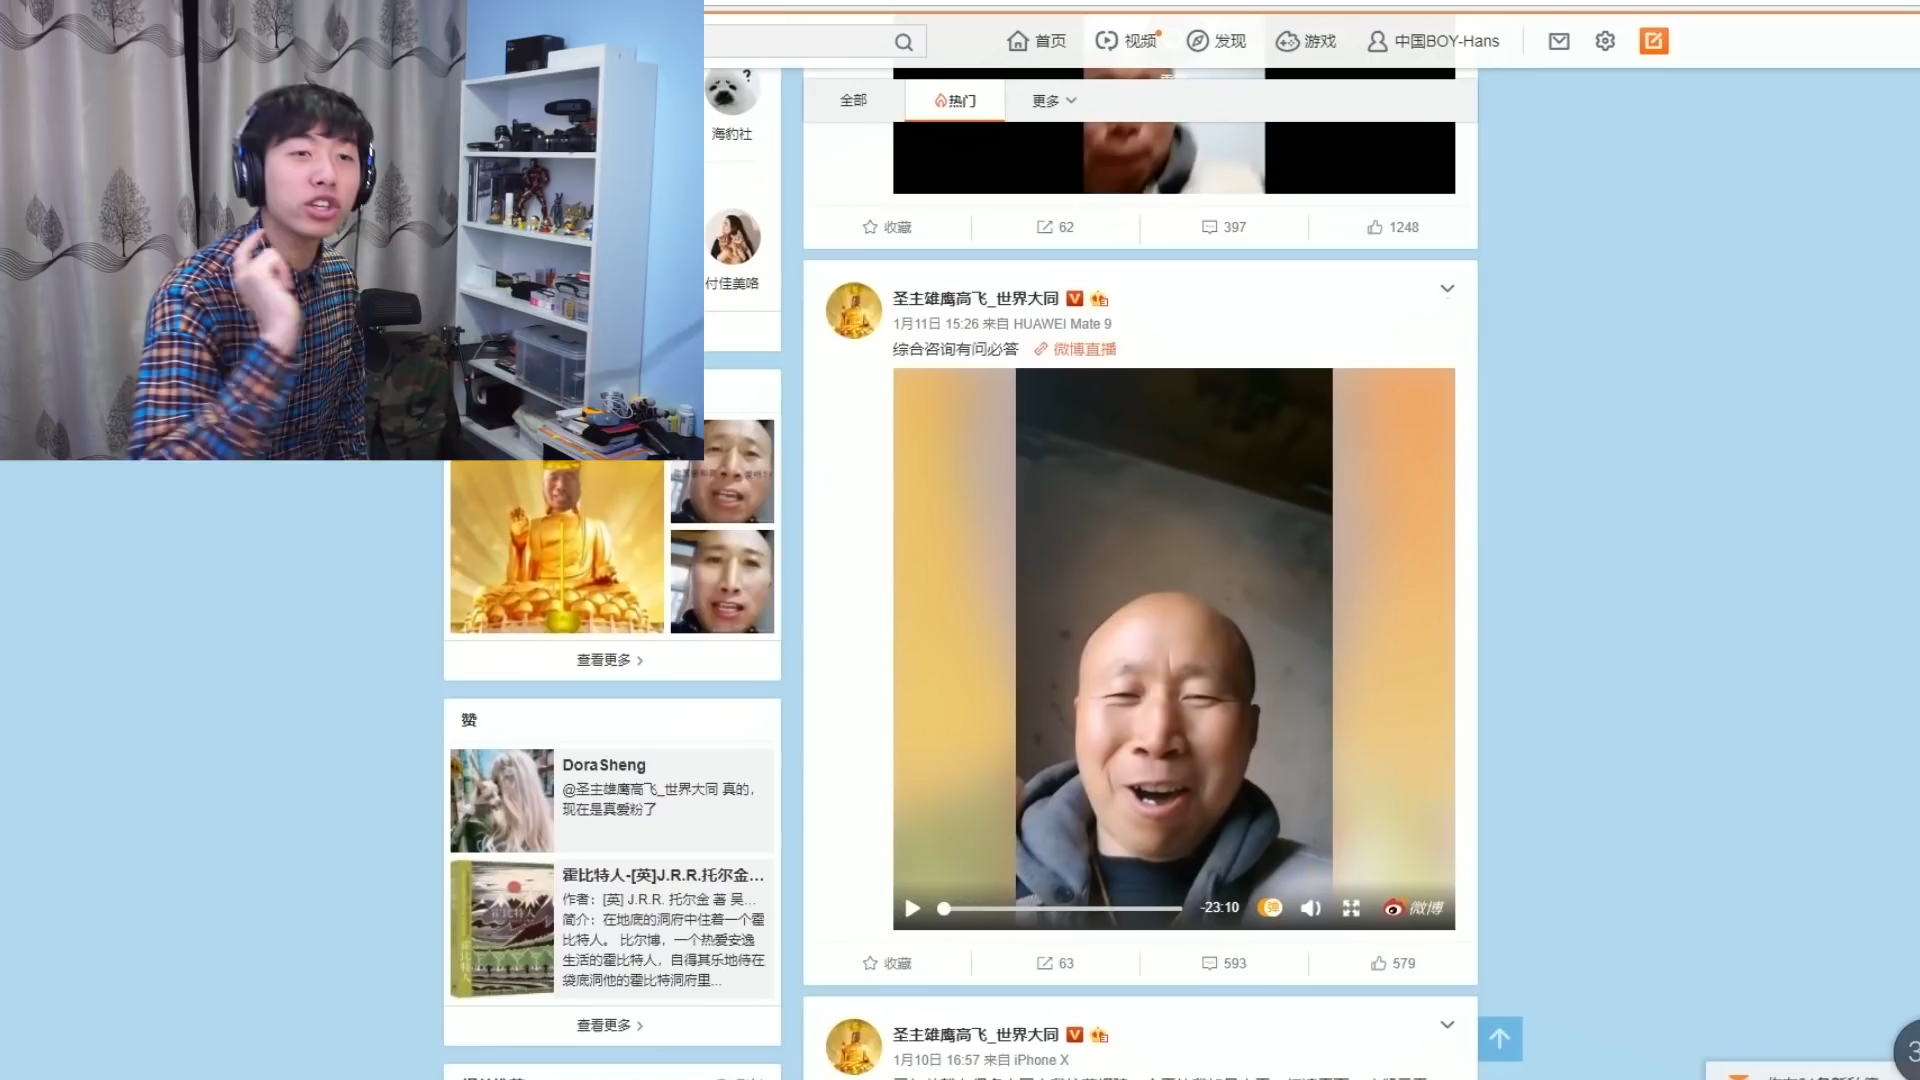 首页
视频
发现
游戏
中国BOY-Hans
全部
热门
更多
海豹社
付佳美咯
收藏
62
397
1248
圣主雄鹰高飞_世界大同
1月11日 15:26 来自 HUAWEI Mate 9
综合咨询有问必答 微博直播
-23:10
弹
微博
收藏
63
593
579
查看更多
赞
DoraSheng
@圣主雄鹰高飞_世界大同 真的,
现在是真爱粉了
霍比特人-[英]J.R.R.托尔金...
作者：[英] J.R.R. 托尔金 著 吴...
简介：在地底的洞府中住着一个霍
比特人。 比尔博，一个热爱安逸
生活的霍比特人，自得其乐地待在
袋底洞他的霍比特洞府里...
查看更多
圣主雄鹰高飞_世界大同
1月10日 16:57 来自 iPhone X